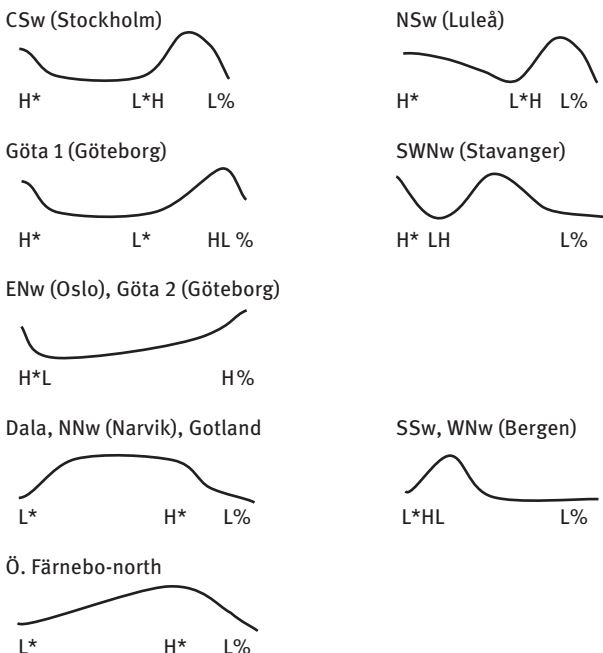 CSw (Stockholm)
H* L*H L%
NSw (Luleå)
H* L*H L%
Göta 1 (Göteborg)
H* L* HL %
SWNw (Stavanger)
H* LH L%
ENw (Oslo), Göta 2 (Göteborg)
H*L H%
Dala, NNw (Narvik), Gotland
L* H* L%
SSw, WNw (Bergen)
L*HL L%
Ö. Färnebo-north
L* H* L%